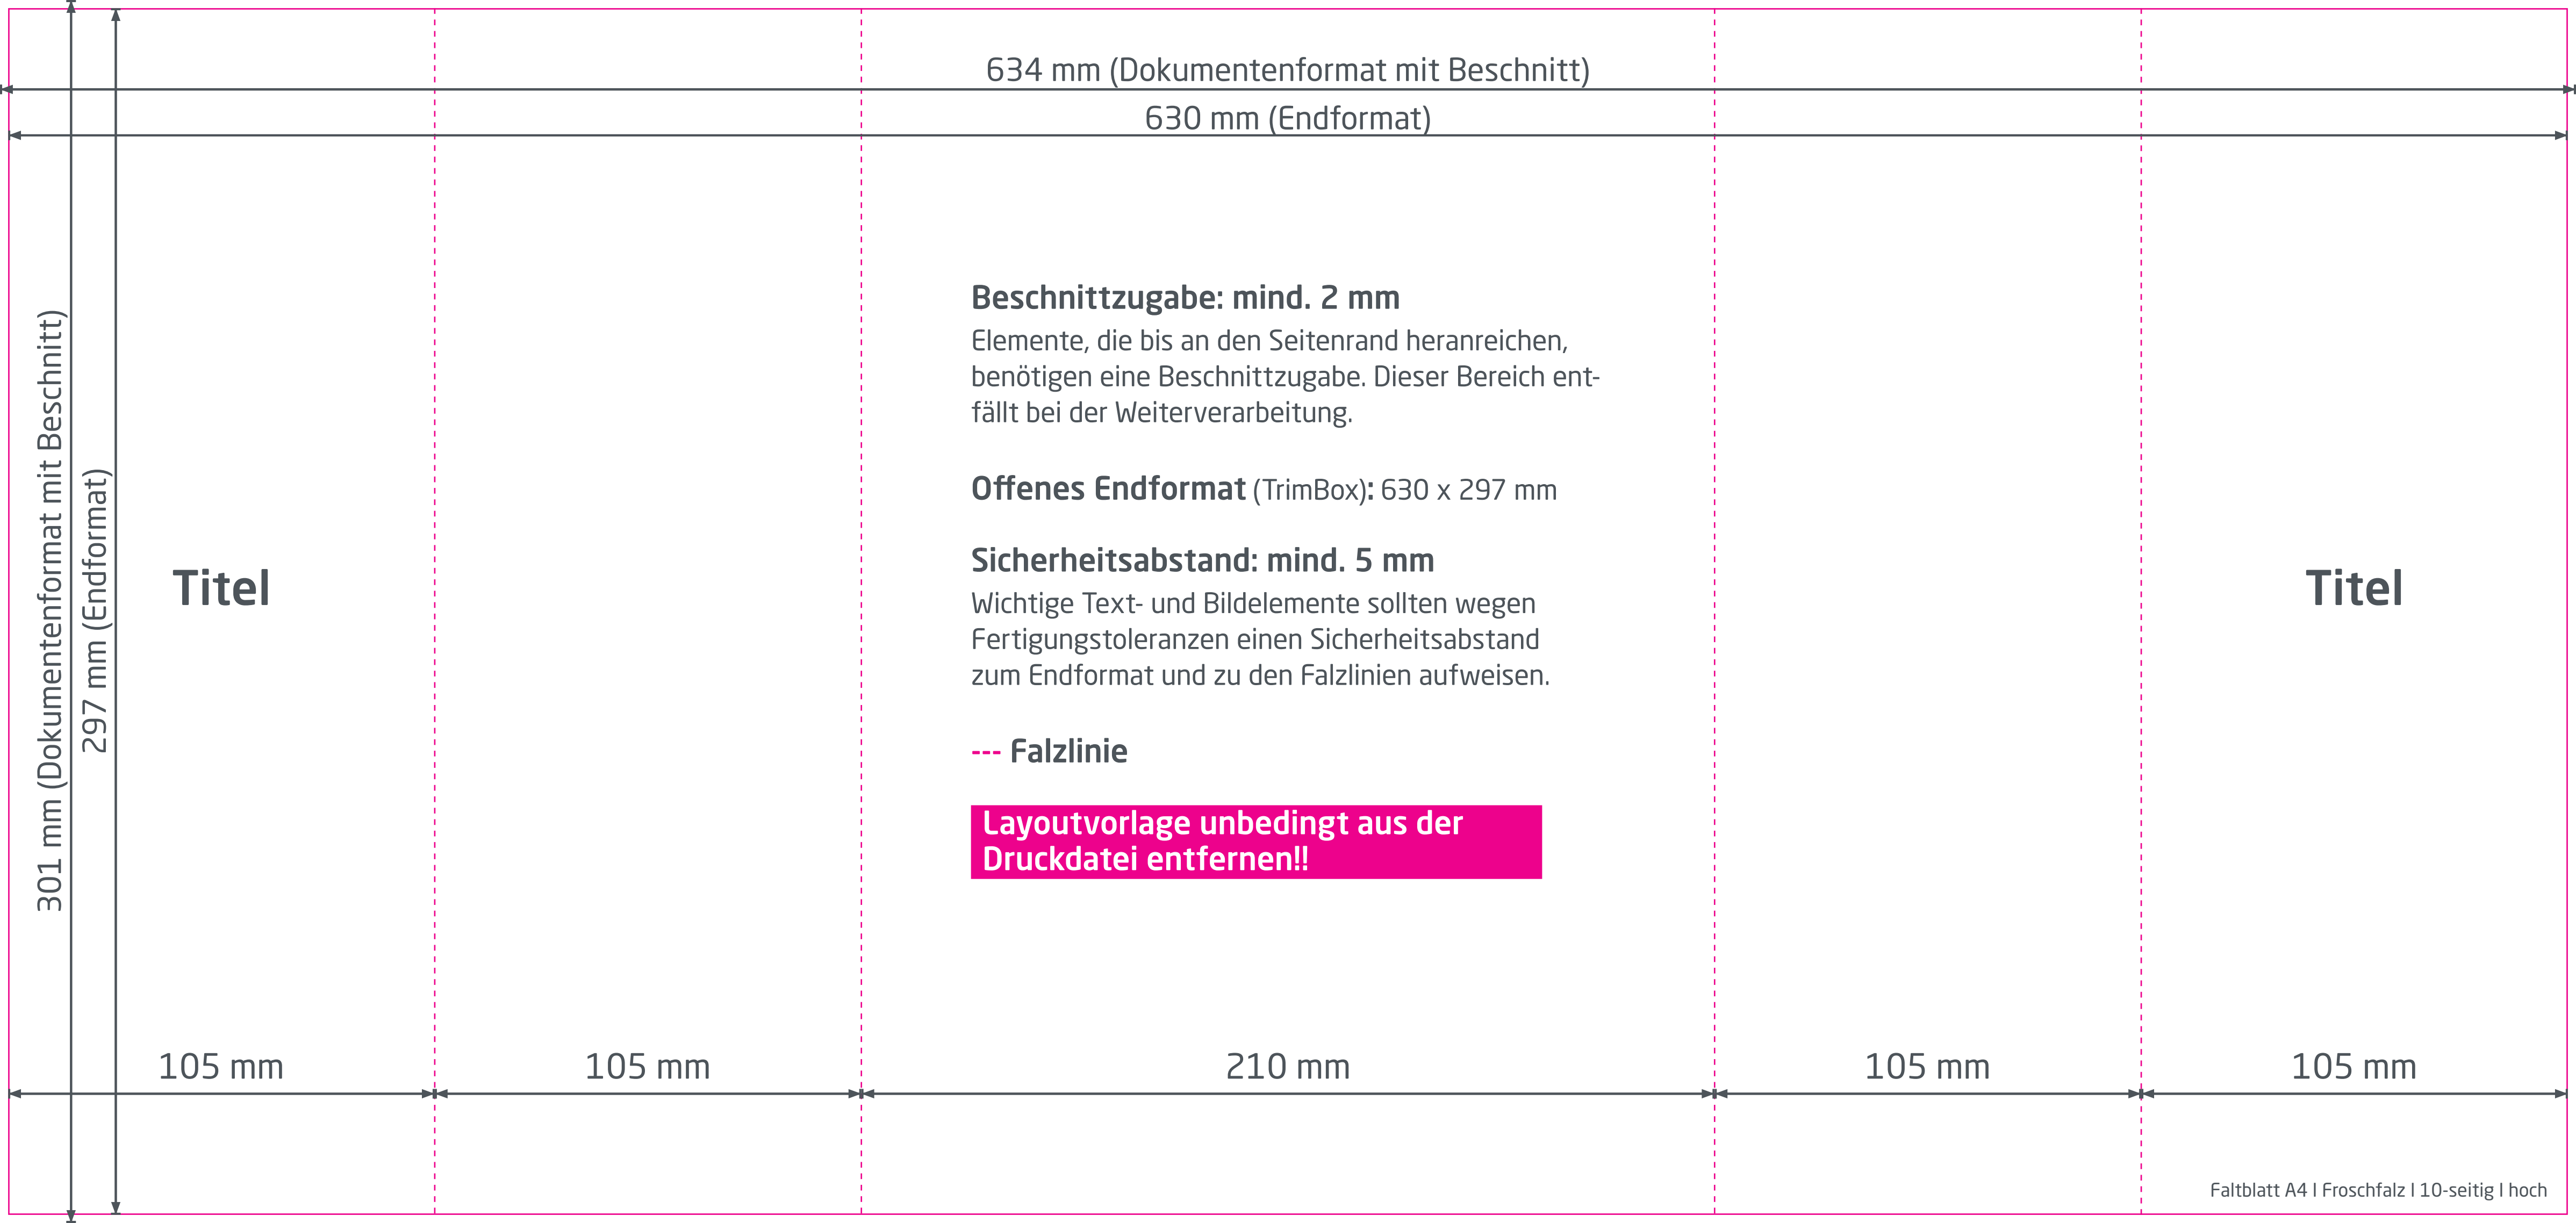 634 mm (Dokumentenformat mit Beschnitt)
630 mm (Endformat)
301 mm (Dokumentenformat mit Beschnitt)
297 mm (Endformat)
Titel
Beschnittzugabe: mind. 2 mm
Elemente, die bis an den Seitenrand heranreichen,
benötigen eine Beschnittzugabe. Dieser Bereich ent-
fällt bei der Weiterverarbeitung.
Offenes Endformat (TrimBox): 630 x 297 mm
Sicherheitsabstand: mind. 5 mm
Wichtige Text- und Bildelemente sollten wegen
Fertigungstoleranzen einen Sicherheitsabstand
zum Endformat und zu den Falzlinien aufweisen.
--- Falzlinie
Layoutvorlage unbedingt aus der
Druckdatei entfernen!!
Titel
105 mm
105 mm
210 mm
105 mm
105 mm
Faltblatt A4 I Froschfalz I 10-seitig I hoch